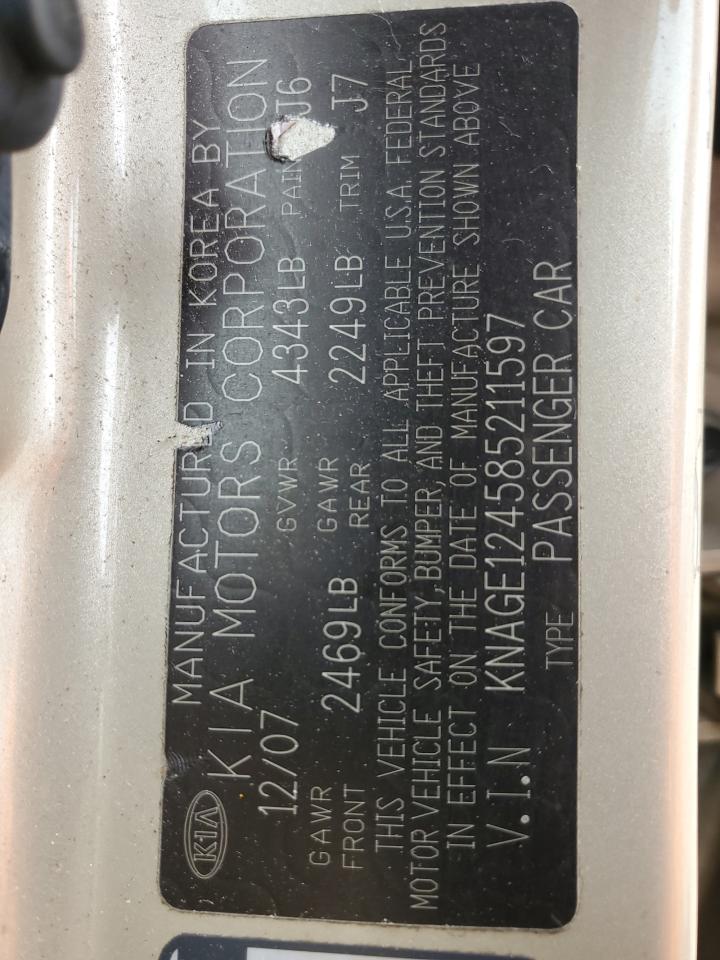 KIA
MANUFACTURED IN KOREA BY
KIA MOTORS CORPORATION
12/07 GVWR 4343LB PAIN J6
GAWR FRONT 2469LB GAWR REAR 2249LB TRIM J7
THIS VEHICLE CONFORMS TO ALL APPLICABLE U.S.A. FEDERAL
MOTOR VEHICLE SAFETY, BUMPER, AND THEFT PREVENTION STANDARDS
IN EFFECT ON THE DATE OF MANUFACTURE SHOWN ABOVE
V.I.N KNAGE124585211597
TYPE PASSENGER CAR